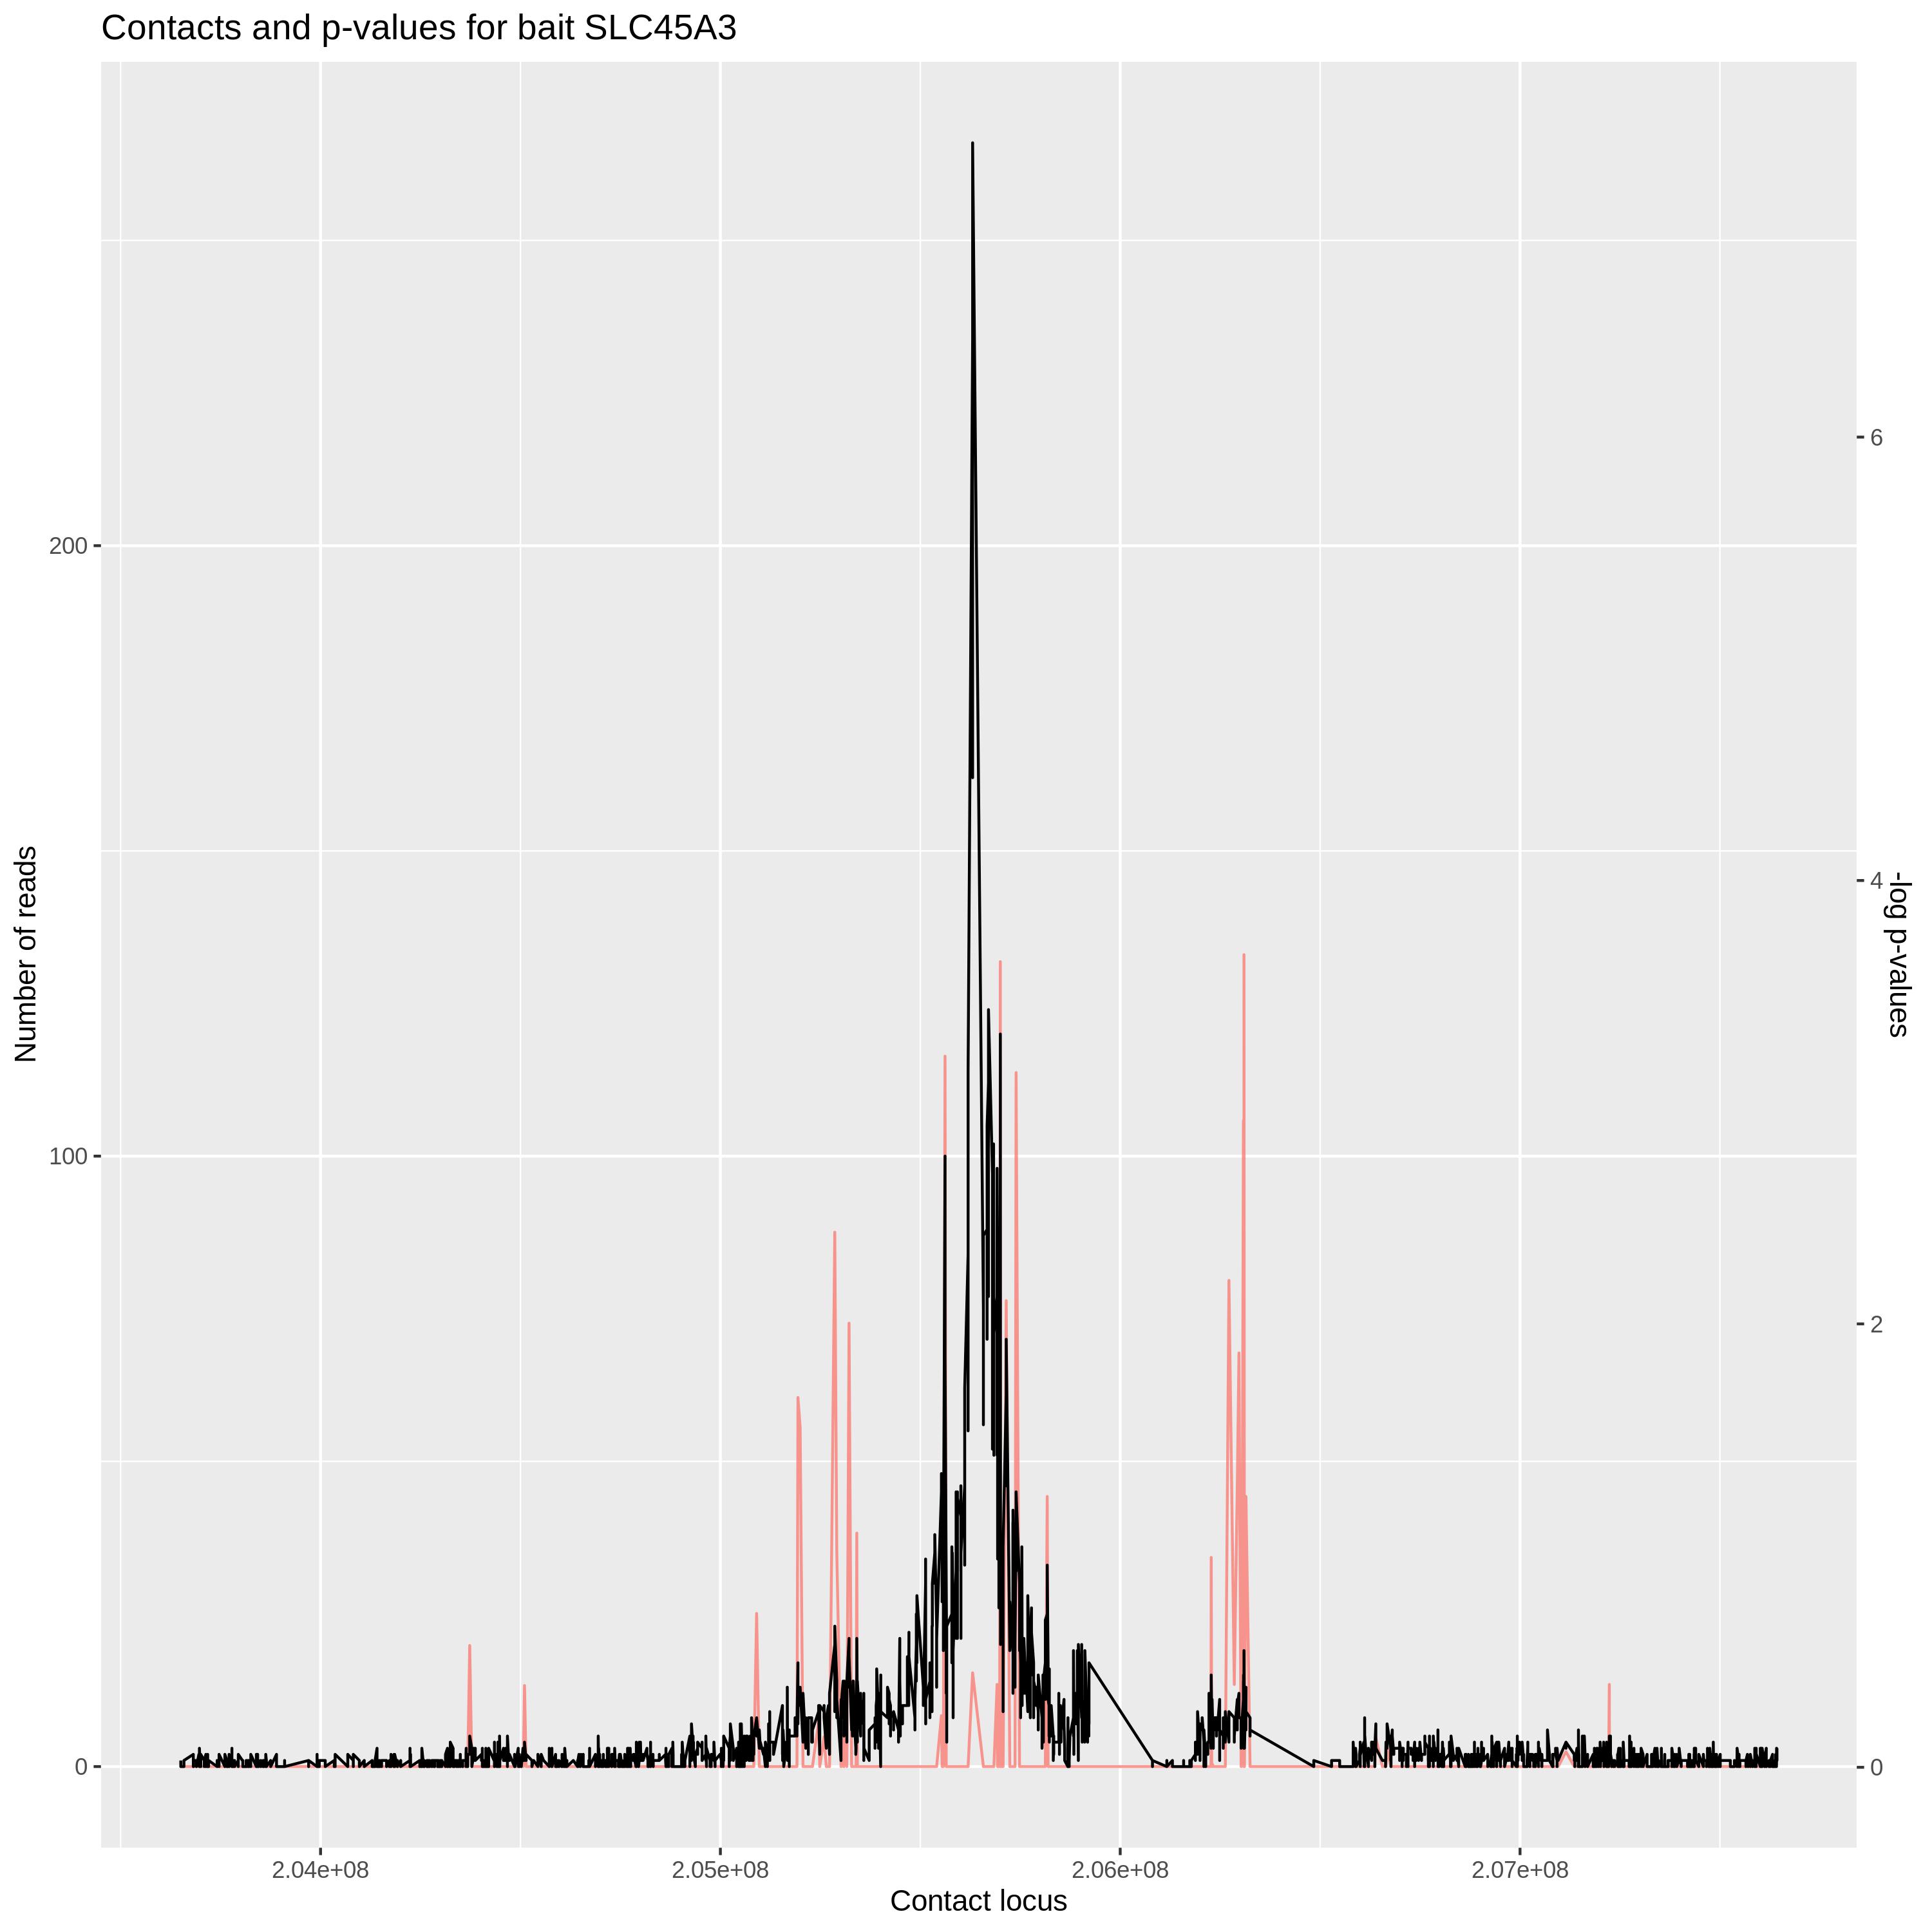 Contacts and p-values for bait SLC45A3
Number of reads
200
100
0
6
4
2
0
-log p-values
2.04e+08
2.05e+08
2.06e+08
2.07e+08
Contact locus